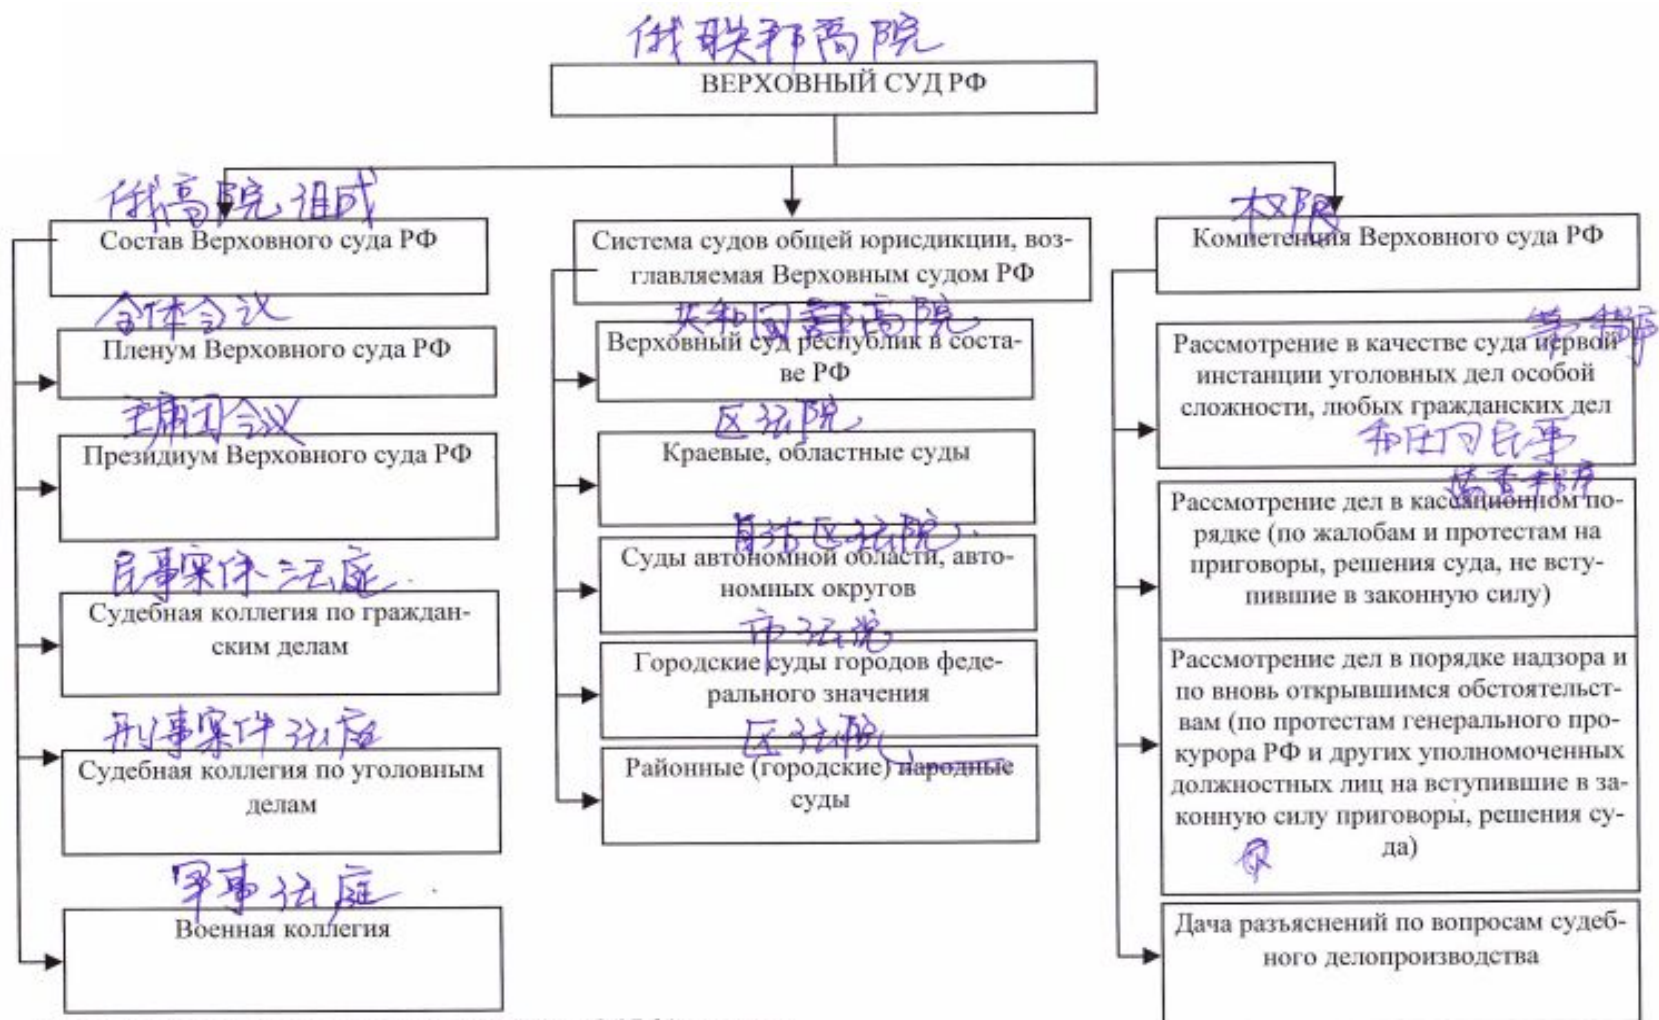 俄联邦高院
ВЕРХОВНЫЙ СУД РФ
俄高院组成
Состав Верховного суда РФ
全体会议
Пленум Верховного суда РФ
主席团会议
Президиум Верховного суда РФ
民事案件法庭
Судебная коллегия по граждан-
ским делам
刑事案件法庭
Судебная коллегия по уголовным
делам
军事法庭
Военная коллегия
Система судов общей юрисдикции, воз-
главляемая Верховным судом РФ
共和国高院
Верховный суд республик в соста-
ве РФ
区法院
Краевые, областные суды
自治区法院
Суды автономной области, авто-
номных округов
市法院
Городские суды городов феде-
рального значения
区法院
Районные (городские) народные
суды
权限
Компетенция Верховного суда РФ
Рассмотрение в качестве суда первой
инстанции уголовных дел особой
сложности, любых гражданских дел
和任何民事
Рассмотрение дел в кассационном по-
рядке (по жалобам и протестам на
приговоры, решения суда, не всту-
пившие в законную силу)
Рассмотрение дел в порядке надзора и
по вновь открывшимся обстоятельст-
вам (по протестам генерального про-
курора РФ и других уполномоченных
должностных лиц на вступившие в за-
конную силу приговоры, решения су-
да)
Дача разъяснений по вопросам судеб-
ного делопроизводства